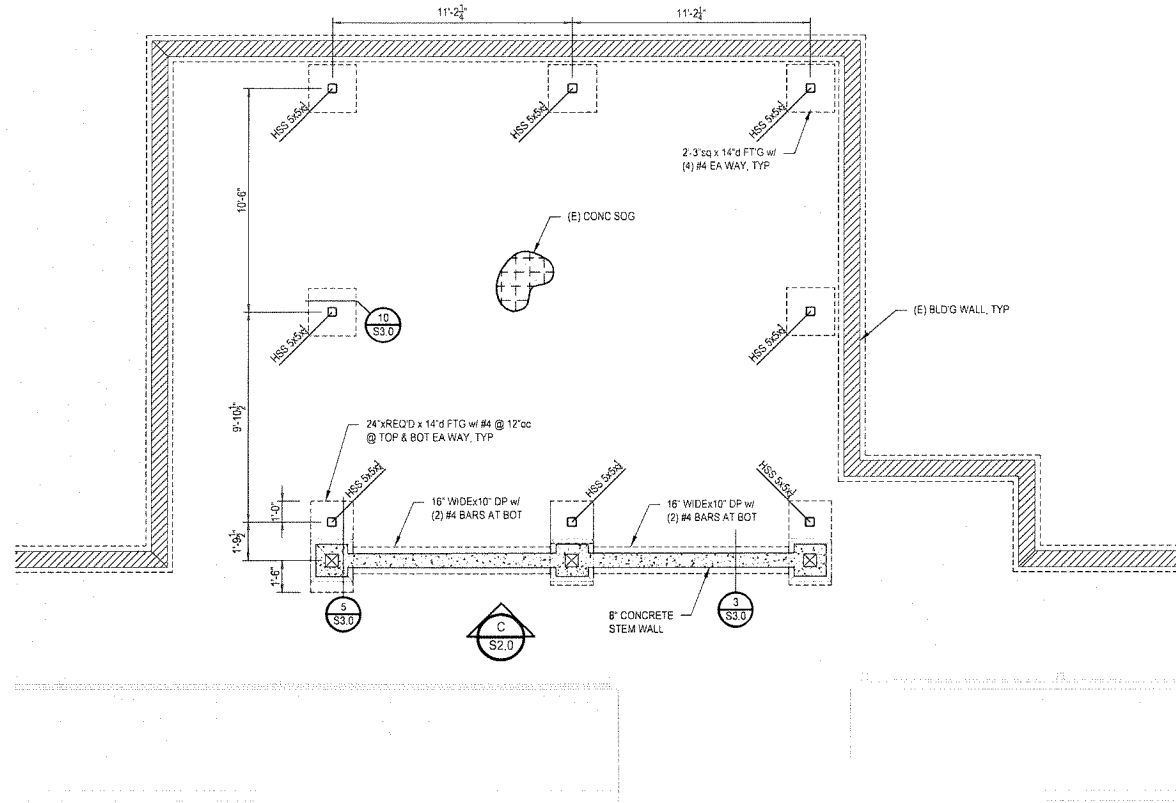 11'-2¼"
11'-2¼"
HSS 5x5x¼
HSS 5x5x¼
HSS 5x5x¼
2'-3"sq x 14"d FT'G w/
(4) #4 EA WAY, TYP
10'-6"
(E) CONC SOG
10
S3.0
HSS 5x5x¼
HSS 5x5x¼
(E) BLD'G WALL, TYP
9'-10½"
24"xREQ'D x 14"d FTG w/ #4 @ 12"oc
@ TOP & BOT EA WAY, TYP
HSS 5x5x¼
HSS 5x5x¼
HSS 5x5x¼
16" WIDEx10" DP w/
(2) #4 BARS AT BOT
16" WIDEx10" DP w/
(2) #4 BARS AT BOT
1'-0"
1'-9½"
1'-6"
5
S3.0
C
S2.0
8" CONCRETE
STEM WALL
3
S3.0